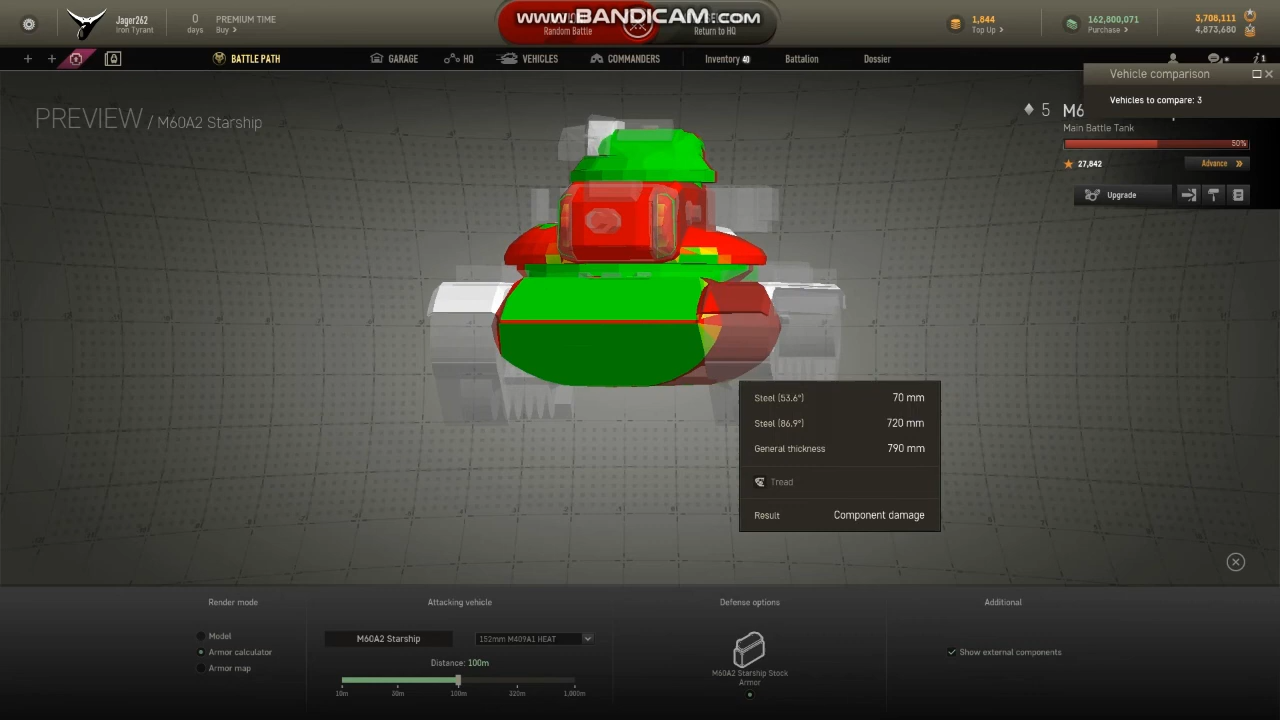 Jager262
Iron Tyrant
0
days
PREMIUM TIME
Buy >
www.BANDICAM.com
Random Battle
Return to HQ
1,844
Top Up >
162,800,071
Purchase >
3,708,111
4,873,680
BATTLE PATH
GARAGE
HQ
VEHICLES
COMMANDERS
Inventory 40
Battalion
Dossier
1
Vehicle comparison
Vehicles to compare: 3
PREVIEW / M60A2 Starship
5
M6
Main Battle Tank
50%
27,842
Advance
Upgrade
Steel (53.6°) 70 mm
Steel (86.9°) 720 mm
General thickness 790 mm
Tread
Result Component damage
Render mode
Model
Armor calculator
Armor map
Attacking vehicle
M60A2 Starship
152mm M409A1 HEAT
Distance: 100m
10m 30m 100m 320m 1,000m
Defense options
M60A2 Starship Stock
Armor
Additional
Show external components